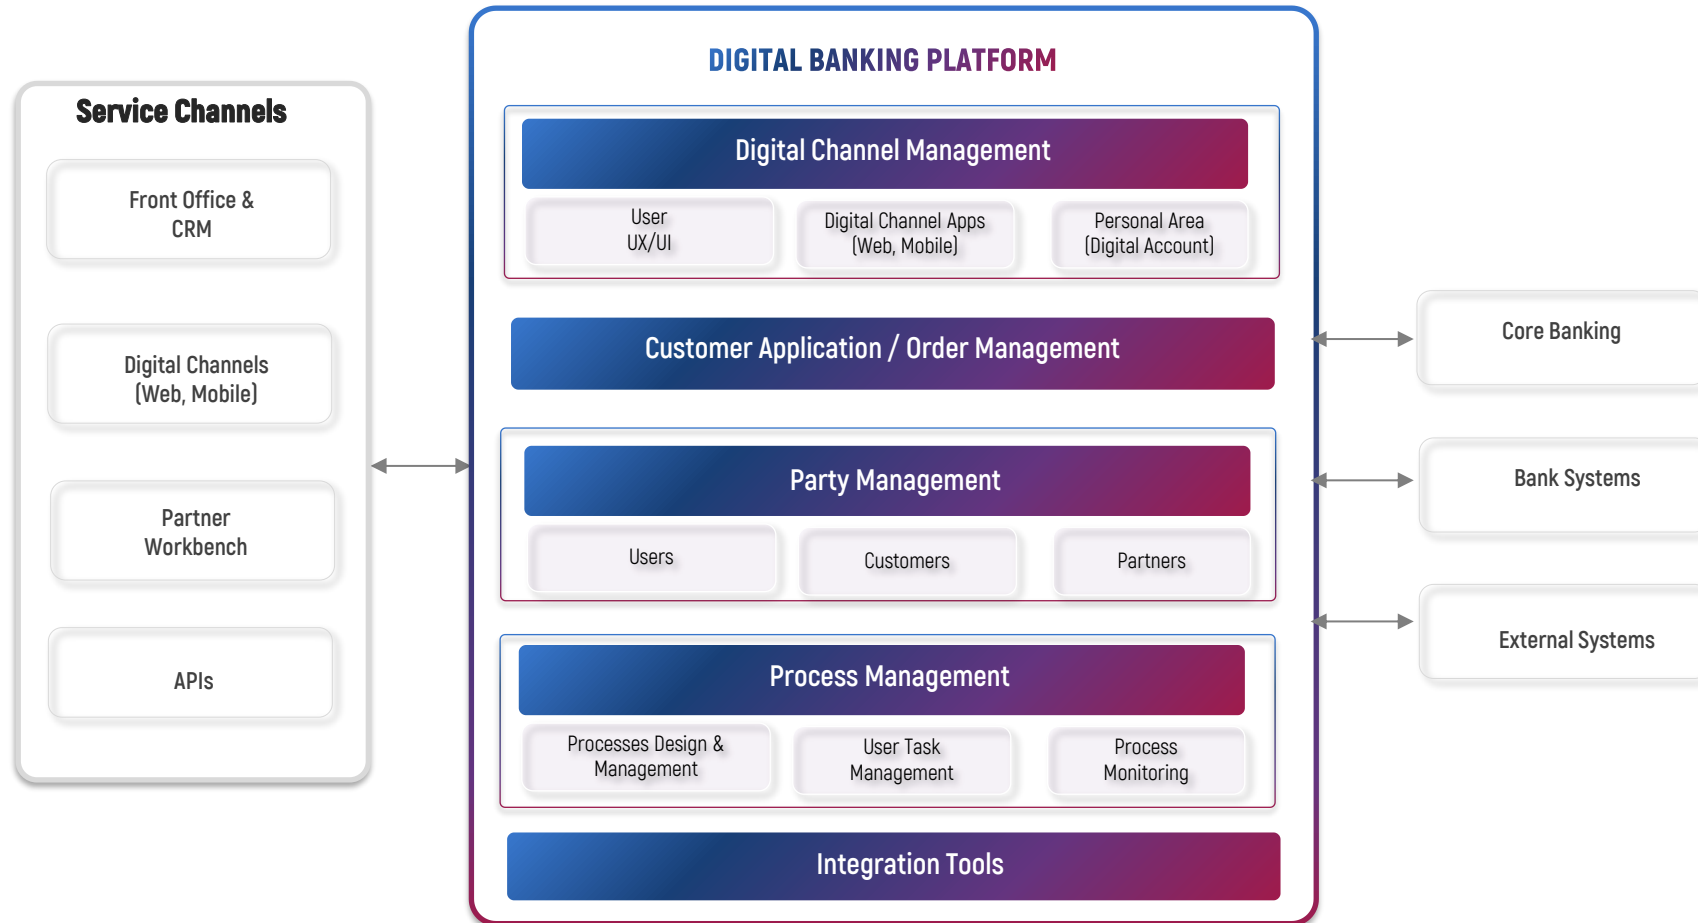 Service Channels
Front Office &
CRM
Digital Channels
(Web, Mobile)
Partner
Workbench
APIs
DIGITAL BANKING PLATFORM
Digital Channel Management
User
UX/UI
Digital Channel Apps
(Web, Mobile)
Personal Area
(Digital Account)
Customer Application / Order Management
Party Management
Users
Customers
Partners
Process Management
Processes Design &
Management
User Task
Management
Process
Monitoring
Integration Tools
Core Banking
Bank Systems
External Systems